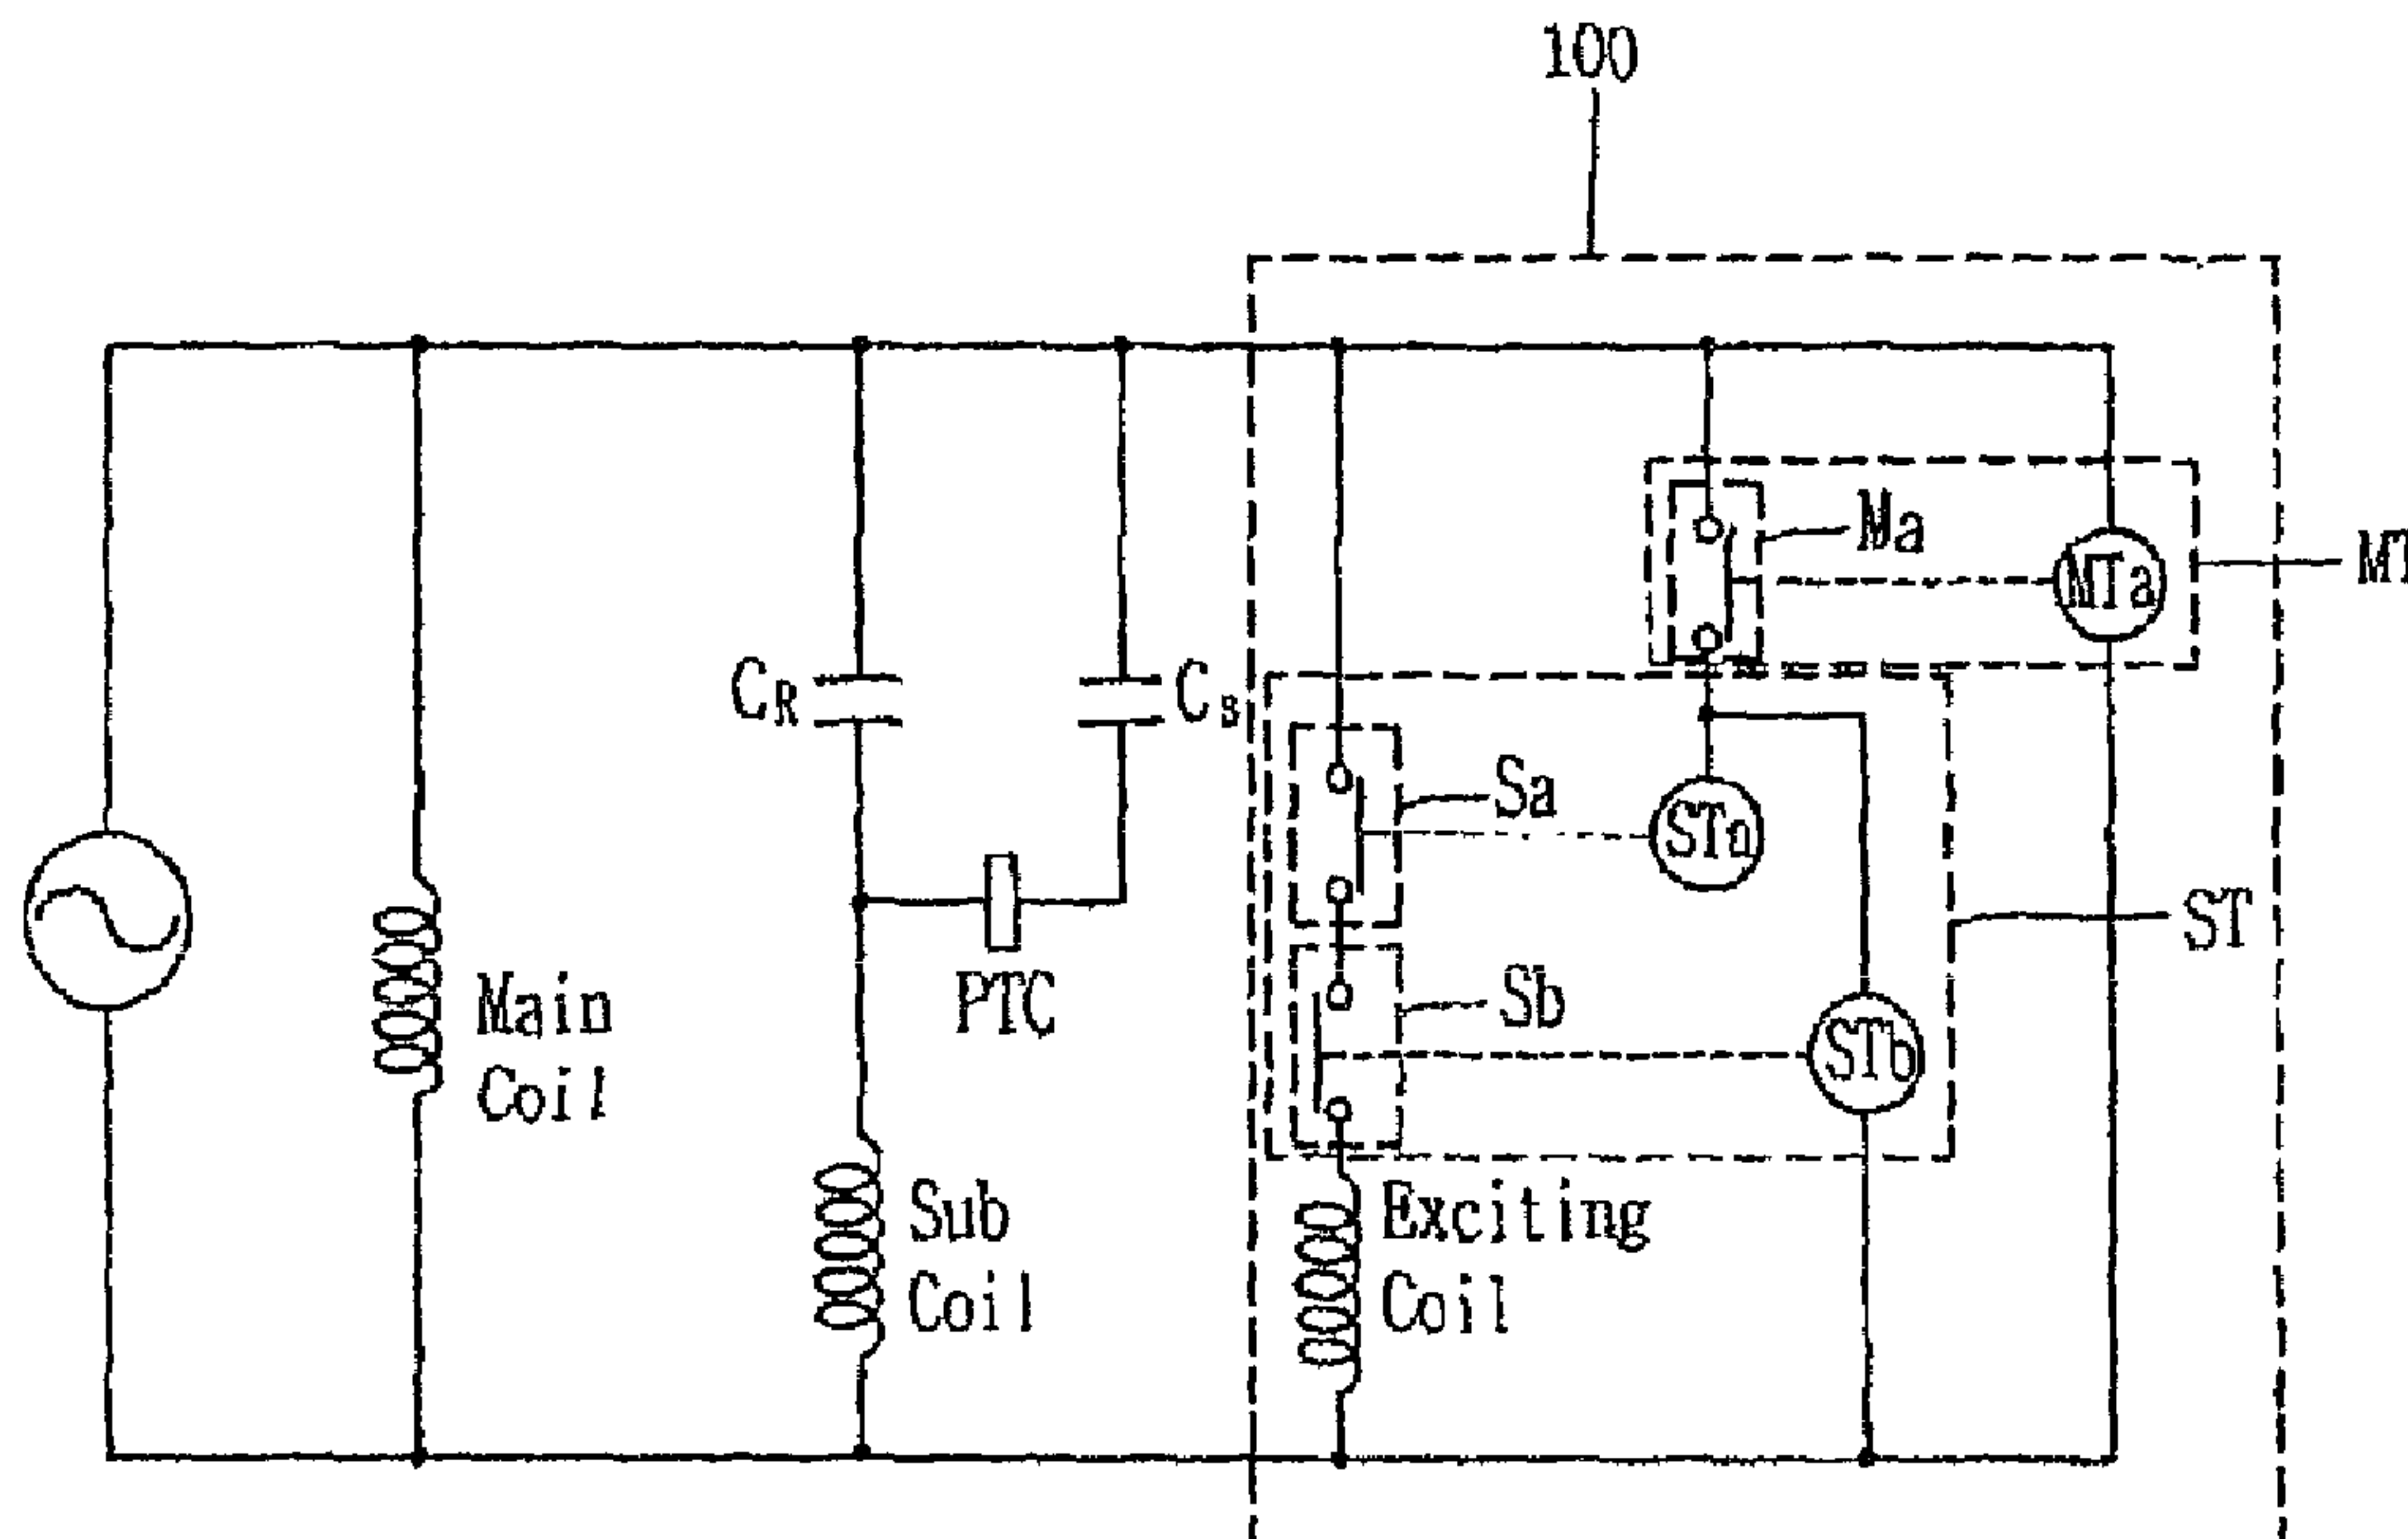 100
Ma
MTa
MT
CR
Cs
Sa
STa
ST
PTC
Sb
STb
Main
Coil
Sub
Coil
Exciting
Coil